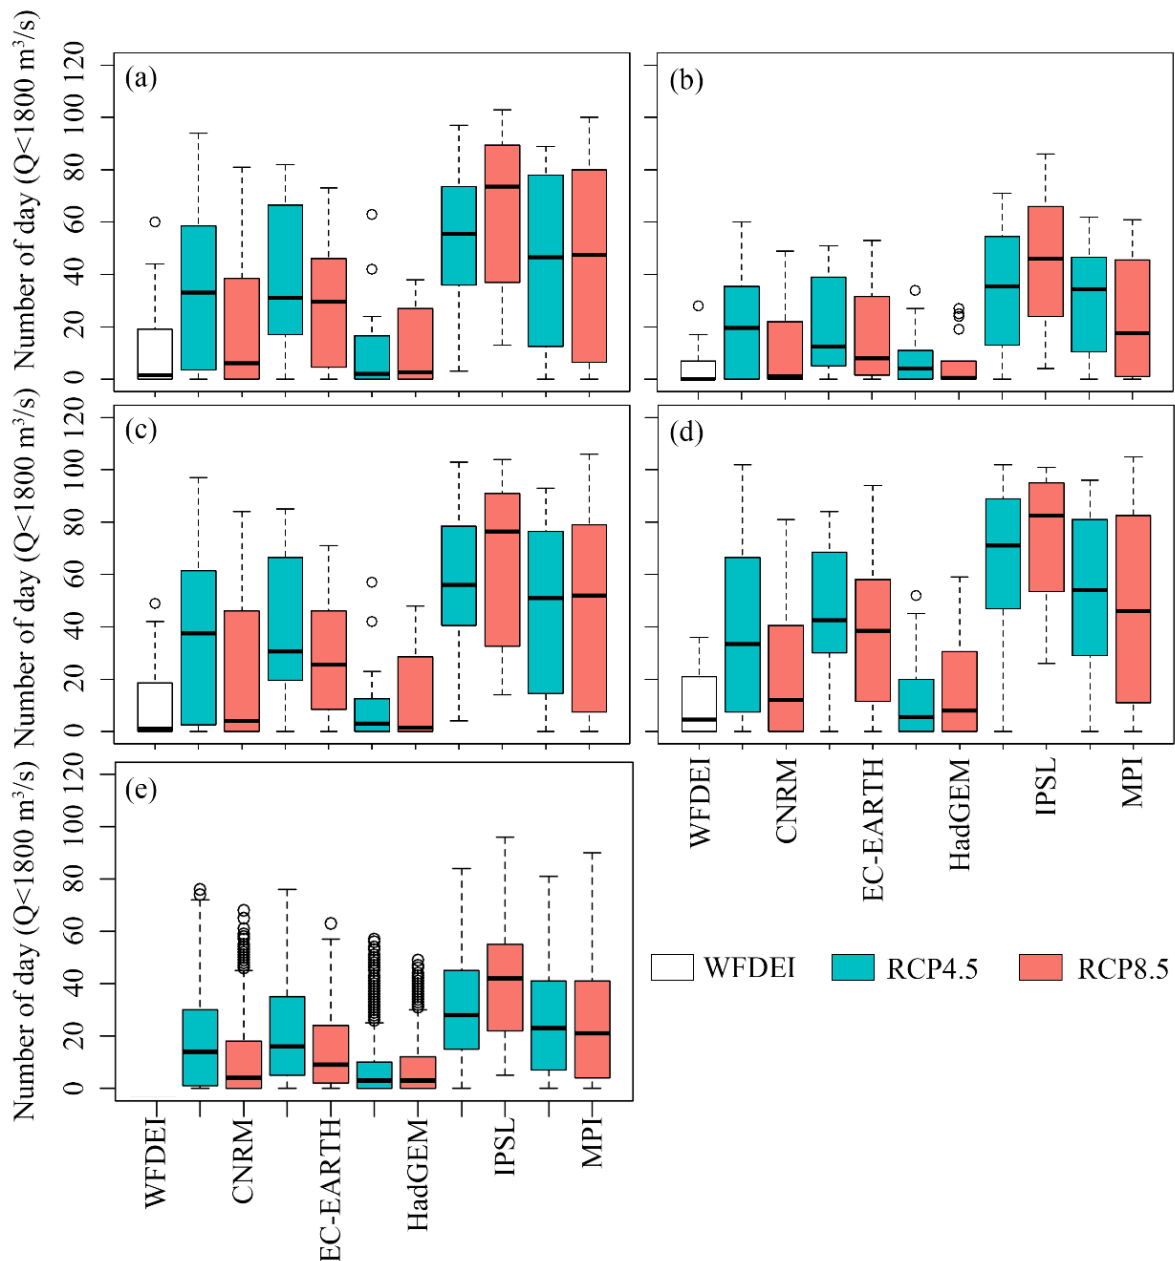 Number of day (Q<1800 m³/s)
120
100
80
60
40
20
0
(a)
(b)
Number of day (Q<1800 m³/s)
120
100
80
60
40
20
0
(c)
(d)
WFDEI
CNRM
EC-EARTH
HadGEM
IPSL
MPI
Number of day (Q<1800 m³/s)
120
100
80
60
40
20
0
(e)
WFDEI
CNRM
EC-EARTH
HadGEM
IPSL
MPI
WFDEI RCP4.5 RCP8.5